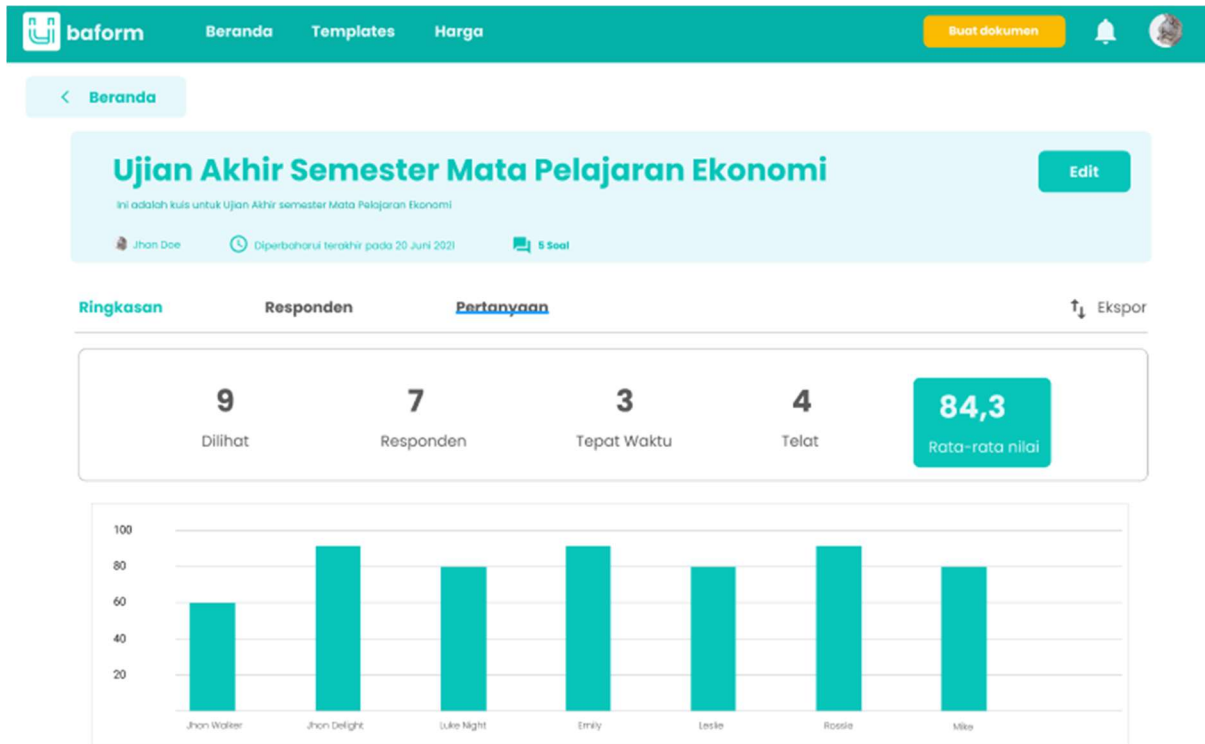 baform Beranda Templates Harga Buat dokumen
Beranda
Ujian Akhir Semester Mata Pelajaran Ekonomi
Edit
Ini adalah kuis untuk Ujian Akhir semester Mata Pelajaran Ekonomi
Jhon Doe Diperbaharui terakhir pada 20 Juni 2021 5 Soal
Ringkasan Responden Pertanyaan Ekspor
9 7 3 4 84,3
Dilihat Responden Tepat Waktu Telat Rata-rata nilai
100
80
60
40
20
Jhon Walker Jhon Delight Luke Night Emily Leslie Rossie Mike